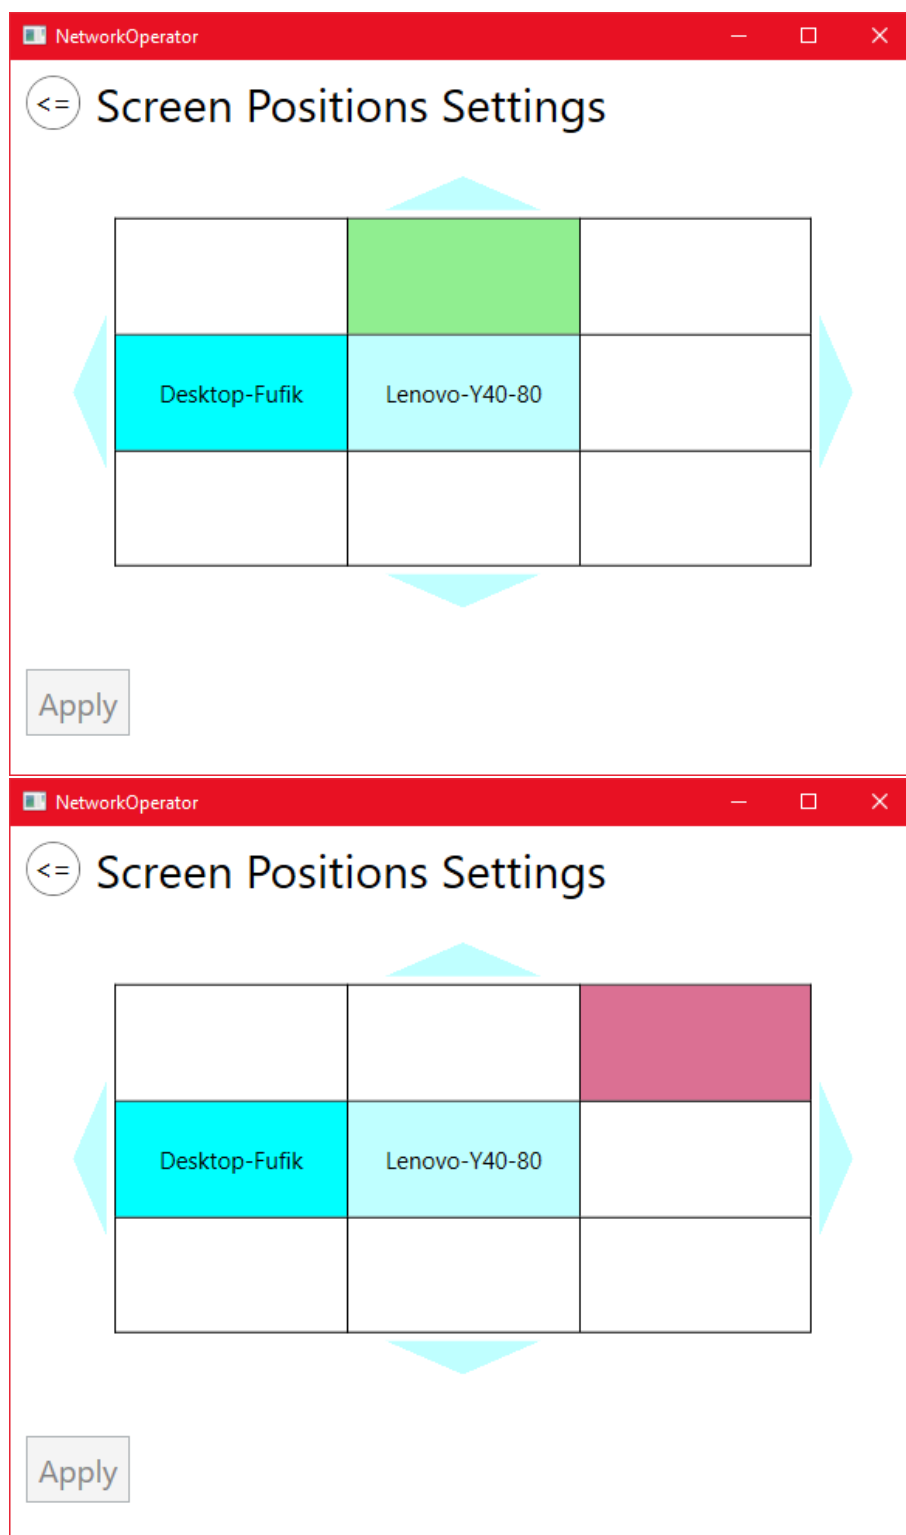 NetworkOperator
<= Screen Positions Settings
Desktop-Fufik Lenovo-Y40-80
Apply
NetworkOperator
<= Screen Positions Settings
Desktop-Fufik Lenovo-Y40-80
Apply